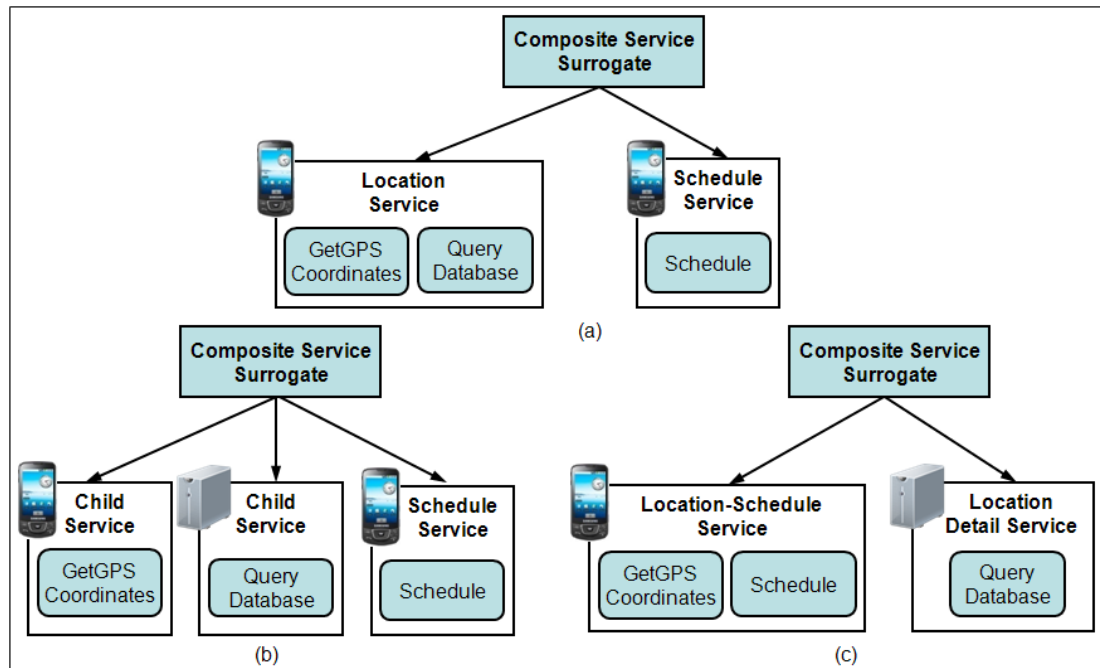 Composite Service
Surrogate
Location
Service
GetGPS
Coordinates
Query
Database
Schedule
Service
Schedule
(a)
Composite Service
Surrogate
Child
Service
GetGPS
Coordinates
Child
Service
Query
Database
Schedule
Service
Schedule
(b)
Composite Service
Surrogate
Location-Schedule
Service
GetGPS
Coordinates
Schedule
Location
Detail Service
Query
Database
(c)